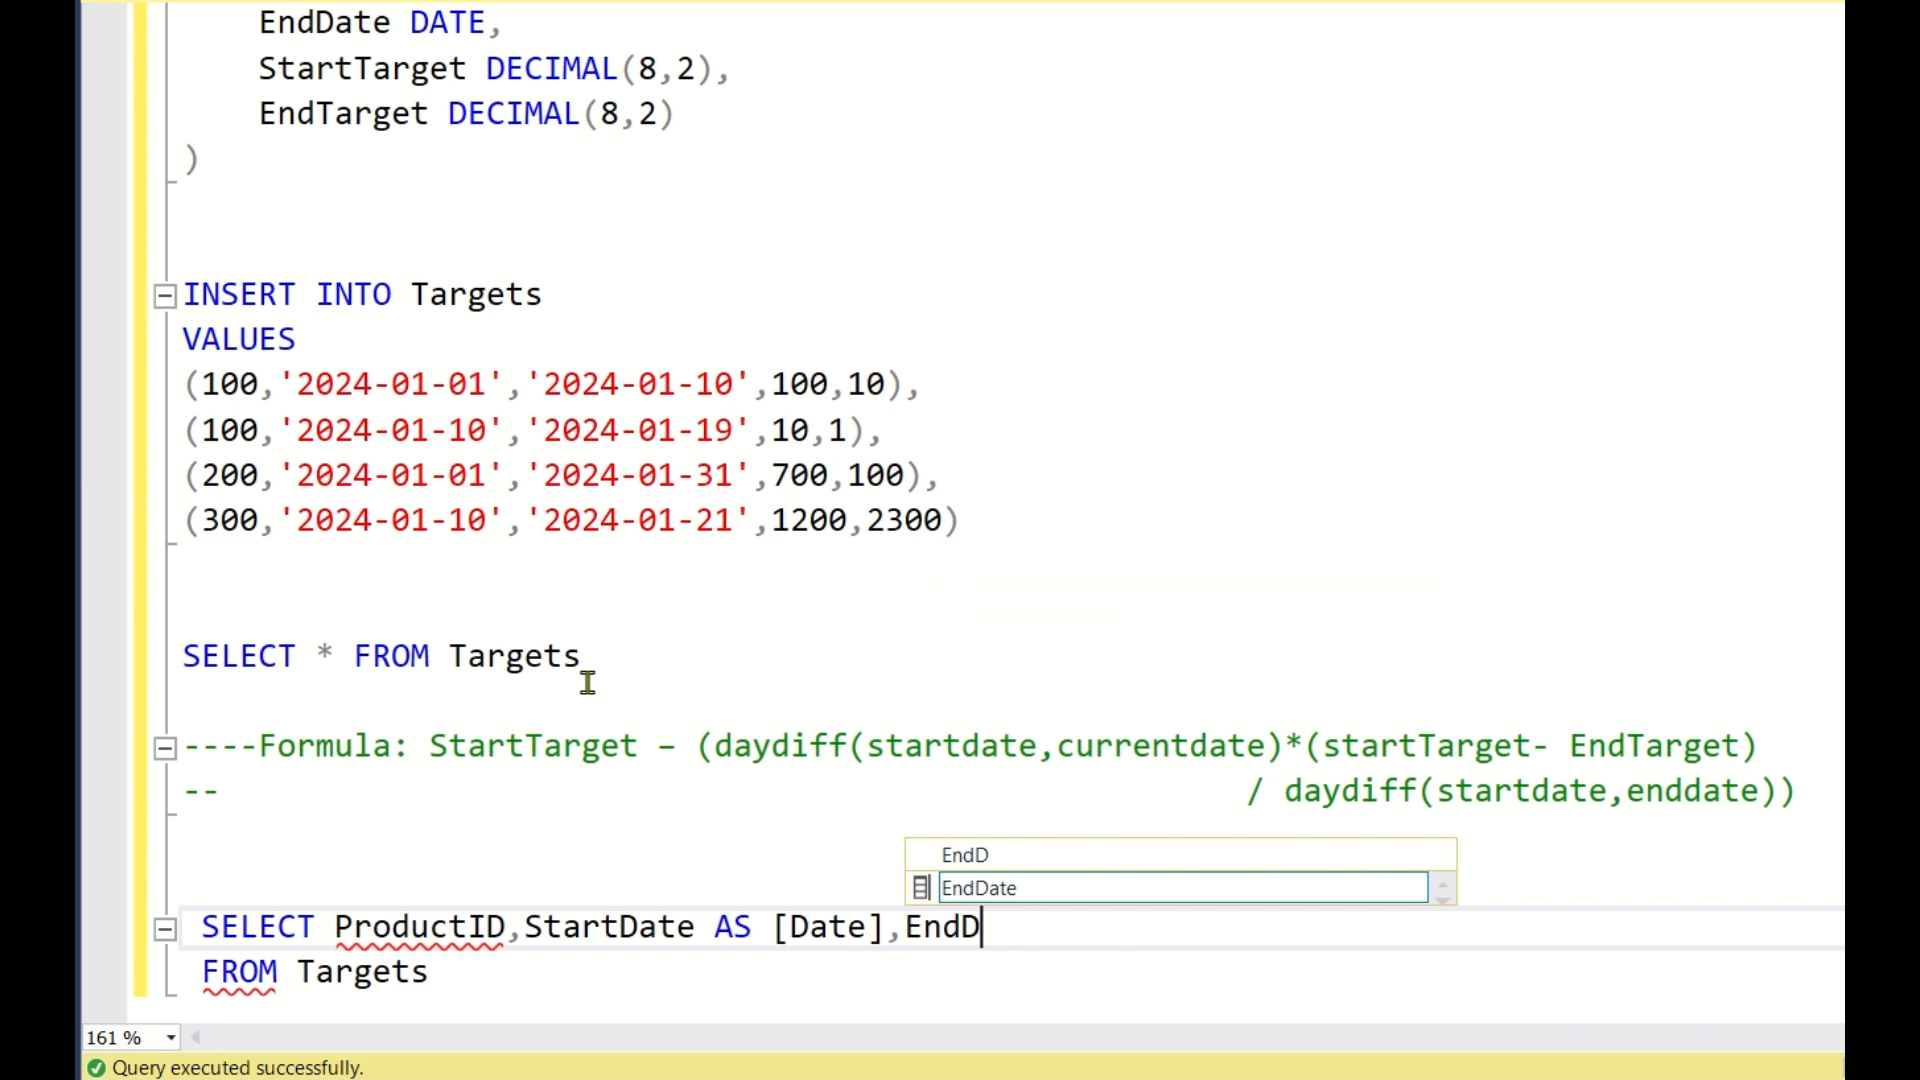 EndDate DATE,
StartTarget DECIMAL(8,2),
EndTarget DECIMAL(8,2)
)
INSERT INTO Targets
VALUES
(100,'2024-01-01','2024-01-10',100,10),
(100,'2024-01-10','2024-01-19',10,1),
(200,'2024-01-01','2024-01-31',700,100),
(300,'2024-01-10','2024-01-21',1200,2300)
SELECT * FROM Targets
----Formula: StartTarget – (daydiff(startdate,currentdate)*(startTarget- EndTarget)
-- / daydiff(startdate,enddate))
EndD
EndDate
SELECT ProductID,StartDate AS [Date],EndD
FROM Targets
161 %
Query executed successfully.